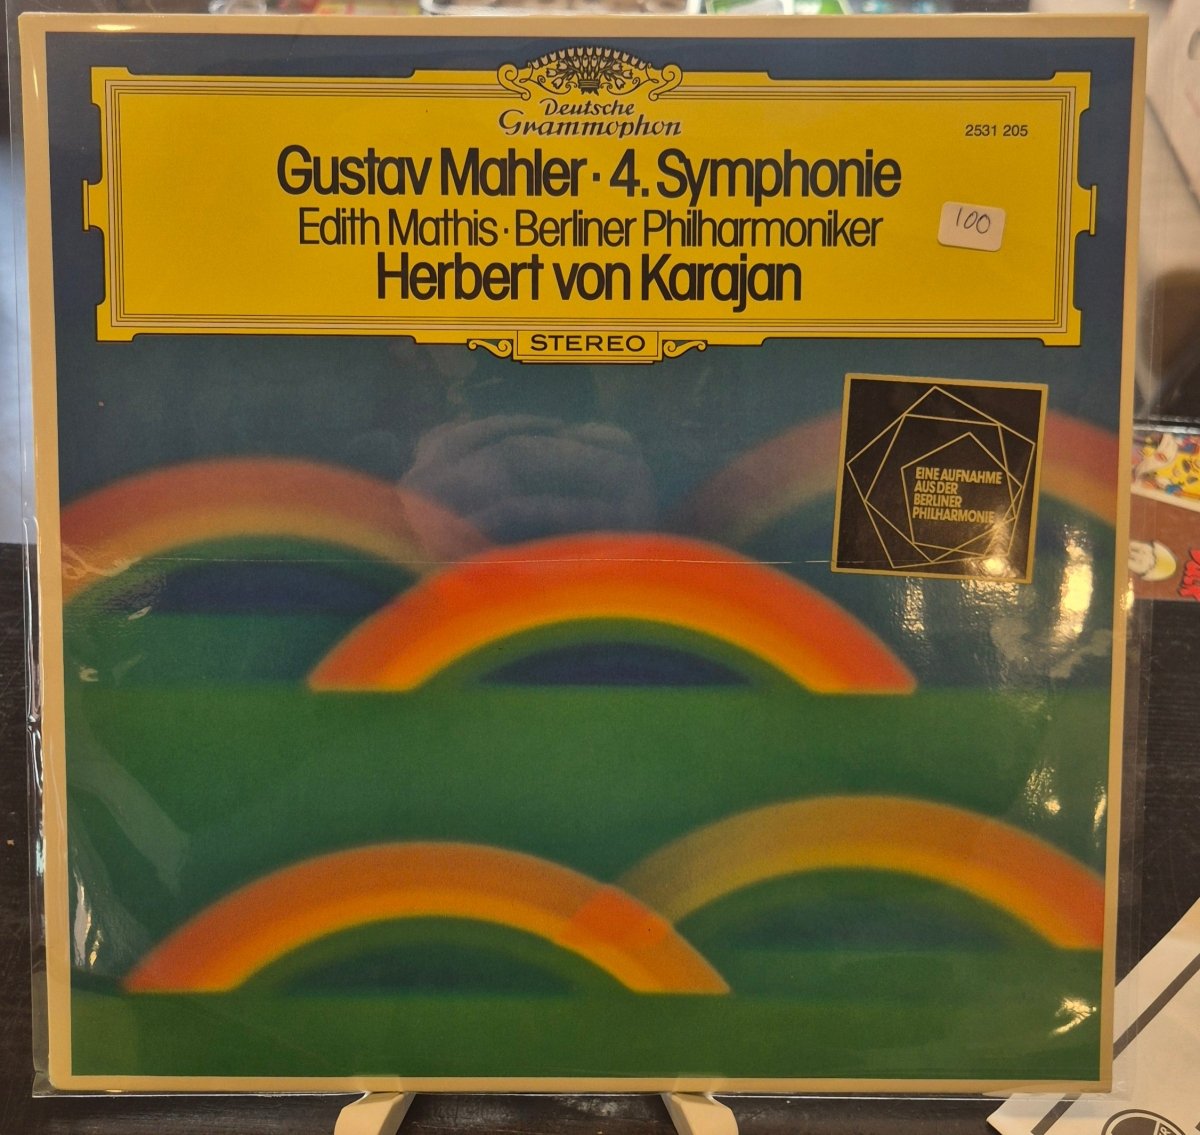 Deutsche
Grammophon
2531 205
Gustav Mahler · 4. Symphonie
100
Edith Mathis · Berliner Philharmoniker
Herbert von Karajan
STEREO
EINE AUFNAHME
AUS DER
BERLINER
PHILHARMONIE